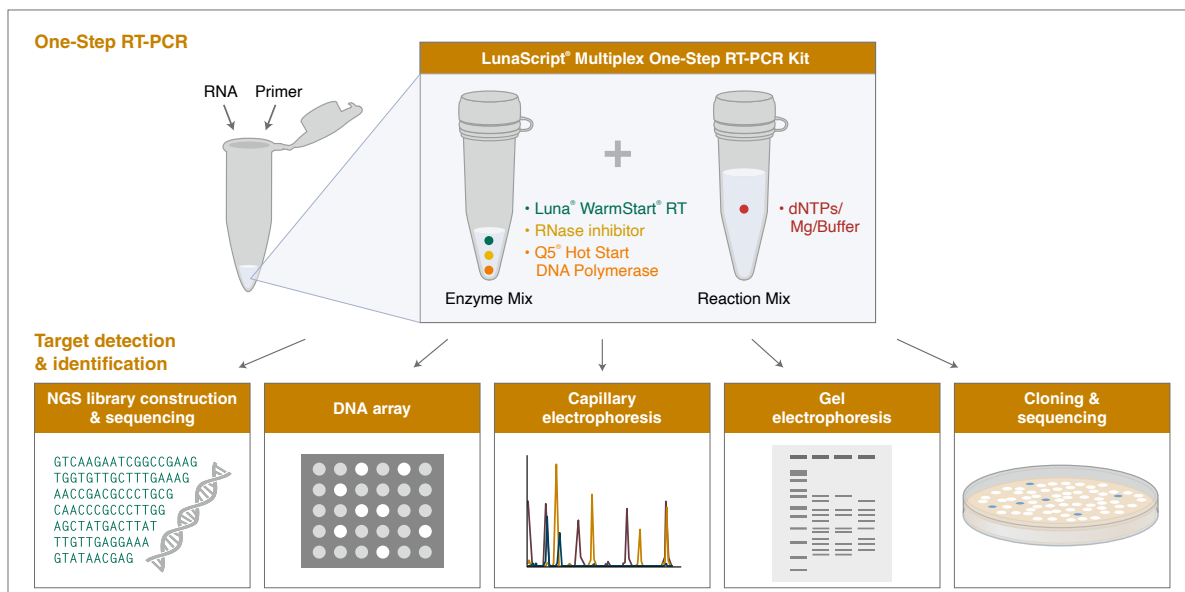 One-Step RT-PCR
RNA Primer
LunaScript® Multiplex One-Step RT-PCR Kit
• Luna® WarmStart® RT
• RNase inhibitor
• Q5® Hot Start
DNA Polymerase
Enzyme Mix
• dNTPs/
Mg/Buffer
Reaction Mix
Target detection
& identification
NGS library construction
& sequencing
GTCAAGAATCGGCCGAAG
TGGTGTTGCTTTGAAAG
AACCGACGCCCTGCG
CAACCCGCCCTTGG
AGCTATGACTTAT
TTGTTGAGGAAA
GTATAACGAG
DNA array
Capillary
electrophoresis
Gel
electrophoresis
Cloning &
sequencing